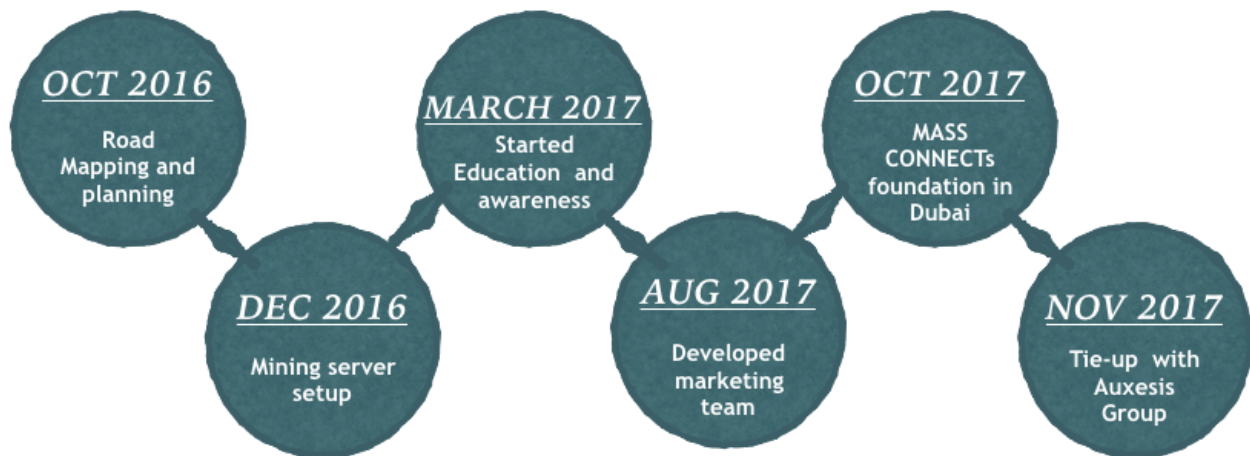 OCT 2016
Road
Mapping and
planning
DEC 2016
Mining server
setup
MARCH 2017
Started
Education and
awareness
AUG 2017
Developed
marketing
team
OCT 2017
MASS
CONNECTs
foundation in
Dubai
NOV 2017
Tie-up with
Auxesis
Group